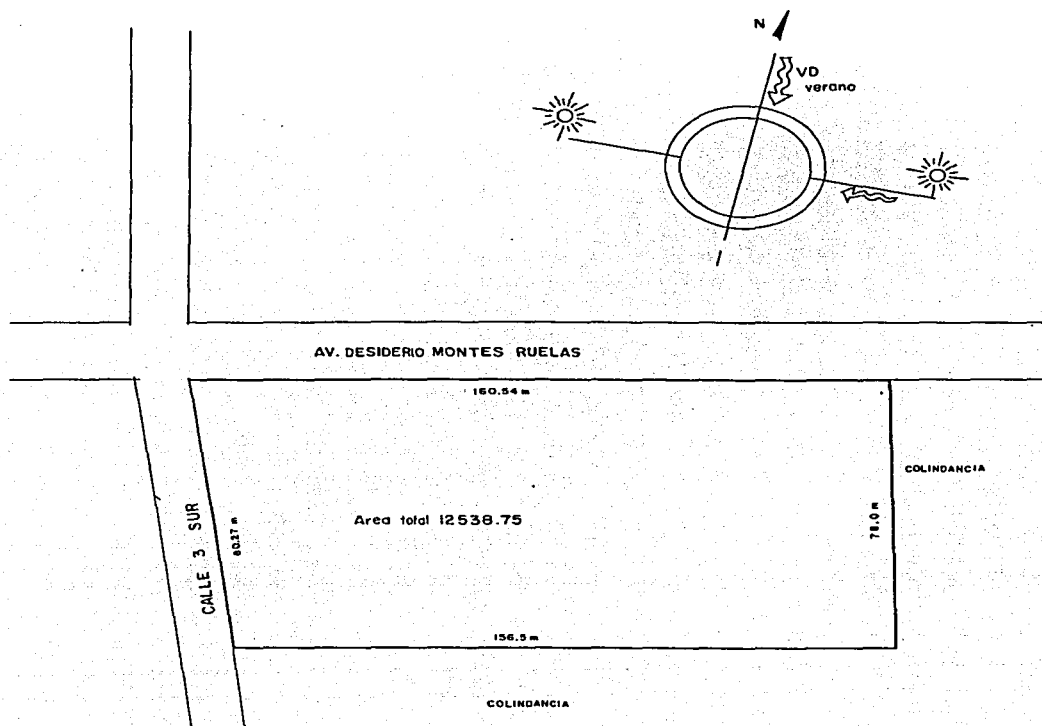 N
VD
verano
AV. DESIDERIO MONTES RUELAS
160.54 m
COLINDANCIA
Area total 12538.75
CALLE 3 SUR
80.27 m
78.0 m
156.5 m
COLINDANCIA